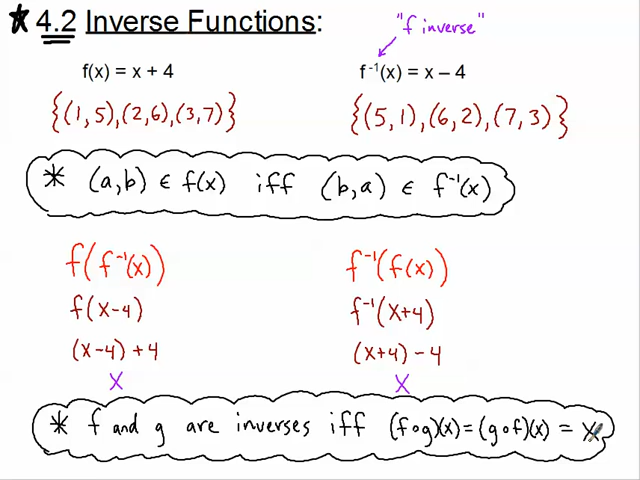 * 4.2 Inverse Functions:
"f inverse"
f(x) = x + 4
f⁻¹(x) = x – 4
{(1, 5), (2, 6), (3, 7)}
{(5, 1), (6, 2), (7, 3)}
* (a, b) ∈ f(x) iff (b, a) ∈ f⁻¹(x)
f(f⁻¹(x))
f⁻¹(f(x))
f(x-4)
f⁻¹(x+4)
(x-4) + 4
(x+4) - 4
x
x
* f and g are inverses iff (f∘g)(x) = (g∘f)(x) = x